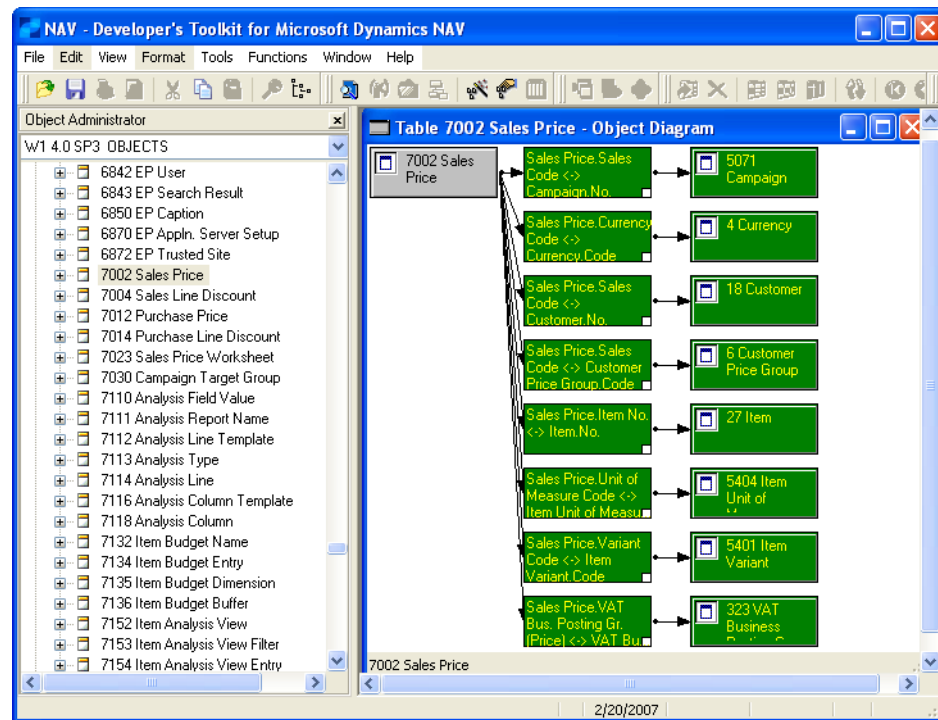 NAV - Developer's Toolkit for Microsoft Dynamics NAV
File Edit View Format Tools Functions Window Help
Object Administrator
W1 4.0 SP3 OBJECTS
6842 EP User
6843 EP Search Result
6850 EP Caption
6870 EP Appln. Server Setup
6872 EP Trusted Site
7002 Sales Price
7004 Sales Line Discount
7012 Purchase Price
7014 Purchase Line Discount
7023 Sales Price Worksheet
7030 Campaign Target Group
7110 Analysis Field Value
7111 Analysis Report Name
7112 Analysis Line Template
7113 Analysis Type
7114 Analysis Line
7116 Analysis Column Template
7118 Analysis Column
7132 Item Budget Name
7134 Item Budget Entry
7135 Item Budget Dimension
7136 Item Budget Buffer
7152 Item Analysis View
7153 Item Analysis View Filter
7154 Item Analysis View Entry
Table 7002 Sales Price - Object Diagram
7002 Sales
Price
Sales Price.Sales
Code <->
Campaign.No.
5071
Campaign
Sales Price.Currency
Code <->
Currency.Code
4 Currency
Sales Price.Sales
Code <->
Customer.No.
18 Customer
Sales Price.Sales
Code <-> Customer
Price Group.Code
6 Customer
Price Group
Sales Price.Item No.
<-> Item.No.
27 Item
Sales Price.Unit of
Measure Code <->
Item Unit of Measu
5404 Item
Unit of
Sales Price.Variant
Code <-> Item
Variant.Code
5401 Item
Variant
Sales Price.VAT
Bus. Posting Gr.
(Price) <-> VAT Bu
323 VAT
Business
7002 Sales Price
2/20/2007